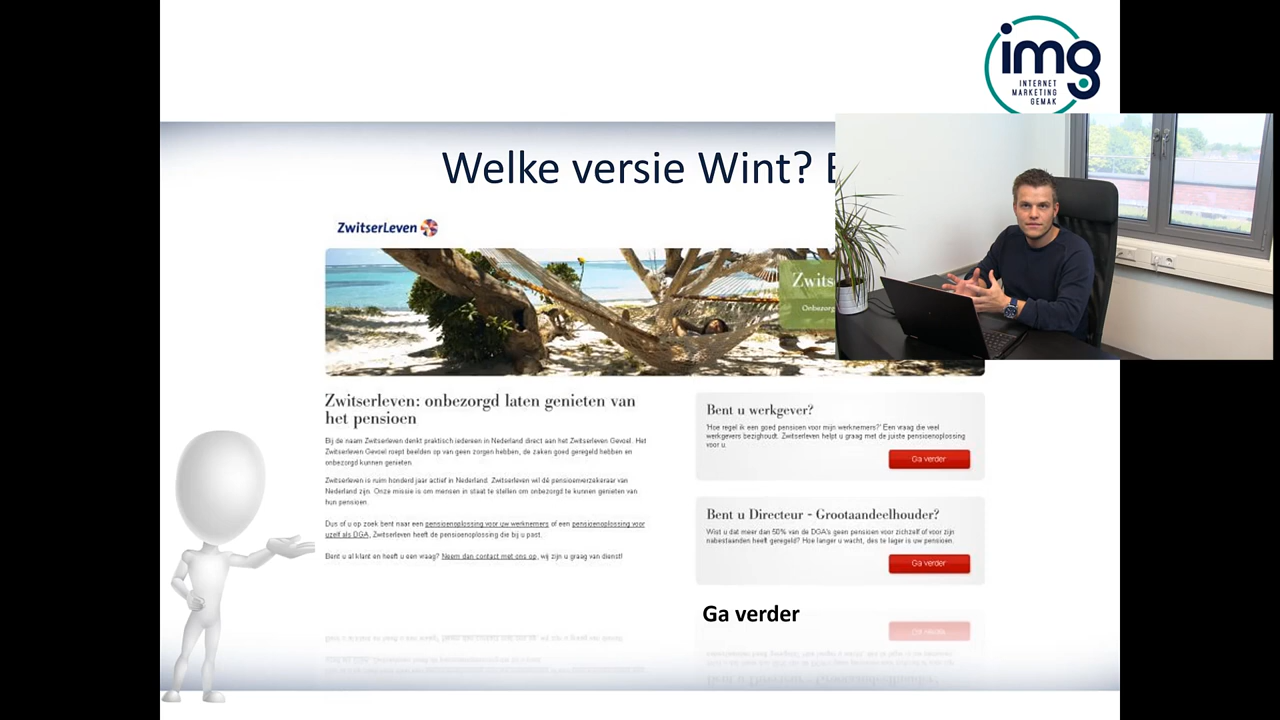 img
INTERNET
MARKETING
GEMAK
Welke versie Wint?
ZwitserLeven
Zwits
Onbezorg
Zwitserleven: onbezorgd laten genieten van
het pensioen
Bij de naam Zwitserleven denkt praktisch iedereen in Nederland direct aan het Zwitserleven Gevoel. Het
Zwitserleven Gevoel roept beelden op van geen zorgen hebben, de zaken goed geregeld hebben en
onbezorgd kunnen genieten.
Zwitserleven is ruim honderd jaar actief in Nederland. Zwitserleven wil dé pensioenverzekeraar van
Nederland zijn. Onze missie is om mensen in staat te stellen om onbezorgd te kunnen genieten van
hun pensioen.
Dus of u op zoek bent naar een pensioenoplossing voor uw werknemers of een pensioenoplossing voor
uzelf als DGA, Zwitserleven heeft de pensioenoplossing die bij u past.
Bent u al klant en heeft u een vraag? Neem dan contact met ons op, wij zijn u graag van dienst!
Bent u werkgever?
'Hoe regel ik een goed pensioen voor mijn werknemers?' Een vraag die veel
werkgevers bezighoudt. Zwitserleven helpt u graag met de juiste pensioenoplossing
voor u.
Ga verder
Bent u Directeur - Grootaandeelhouder?
Wist u dat meer dan 50% van de DGA's geen pensioen voor zichzelf of voor zijn
nabestaanden heeft geregeld? Hoe langer u wacht, des te lager is uw pensioen.
Ga verder
Ga verder